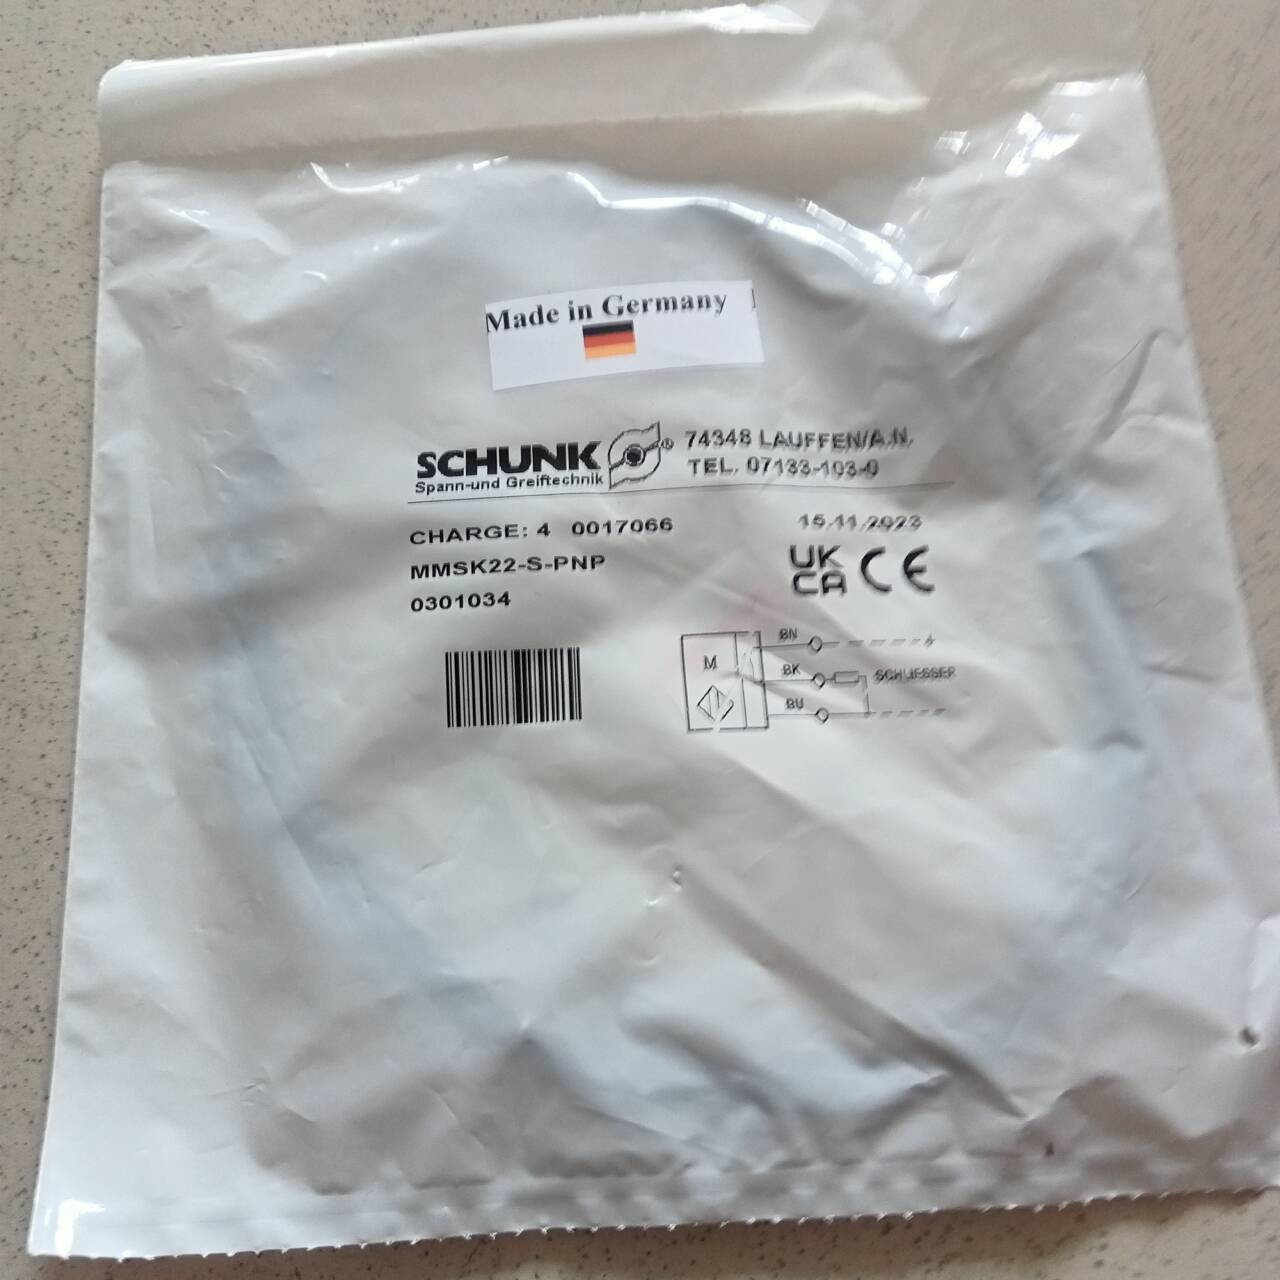 Made in Germany
SCHUNK ®
Spann-und Greiftechnik
74348 LAUFFEN/A.N.
TEL. 07133-103-0
CHARGE: 4 0017066
15.11.2023
MMSK22-S-PNP
UK
CA CE
0301034
BN
M
BK SCHLIESSER
BU